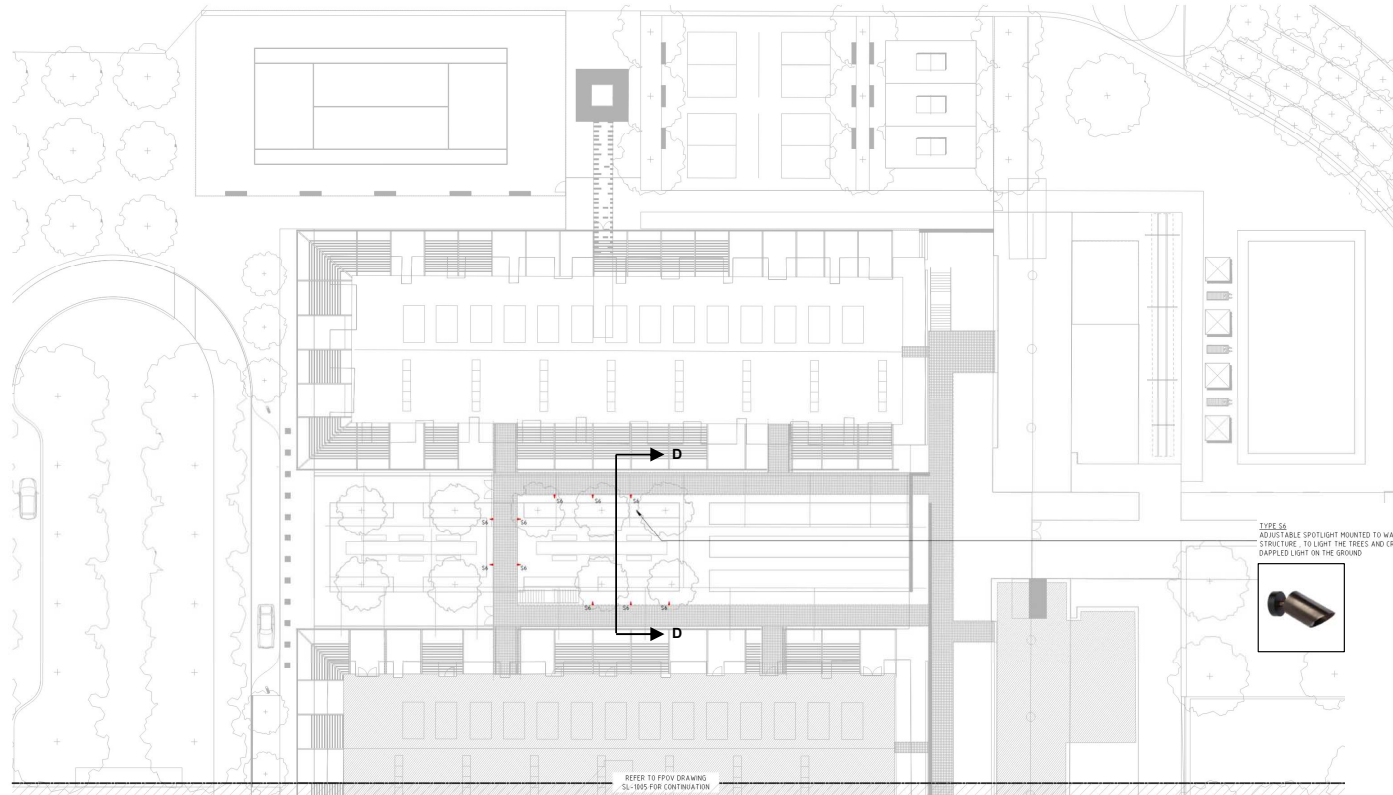 D
S6 S6 S6
S6 S6
S6 S6
S6 S6 S6
D
TYPE S6
ADJUSTABLE SPOTLIGHT MOUNTED TO WA
STRUCTURE , TO LIGHT THE TREES AND CR
DAPPLED LIGHT ON THE GROUND
REFER TO FPOV DRAWING
SL-1005 FOR CONTINUATION